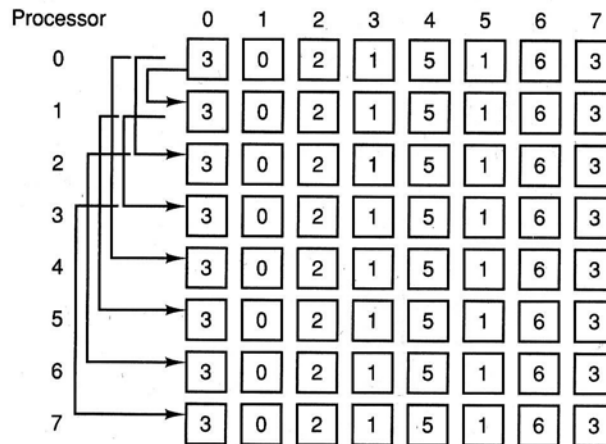 Processor 0 1 2 3 4 5 6 7
0 3 0 2 1 5 1 6 3
1 3 0 2 1 5 1 6 3
2 3 0 2 1 5 1 6 3
3 3 0 2 1 5 1 6 3
4 3 0 2 1 5 1 6 3
5 3 0 2 1 5 1 6 3
6 3 0 2 1 5 1 6 3
7 3 0 2 1 5 1 6 3